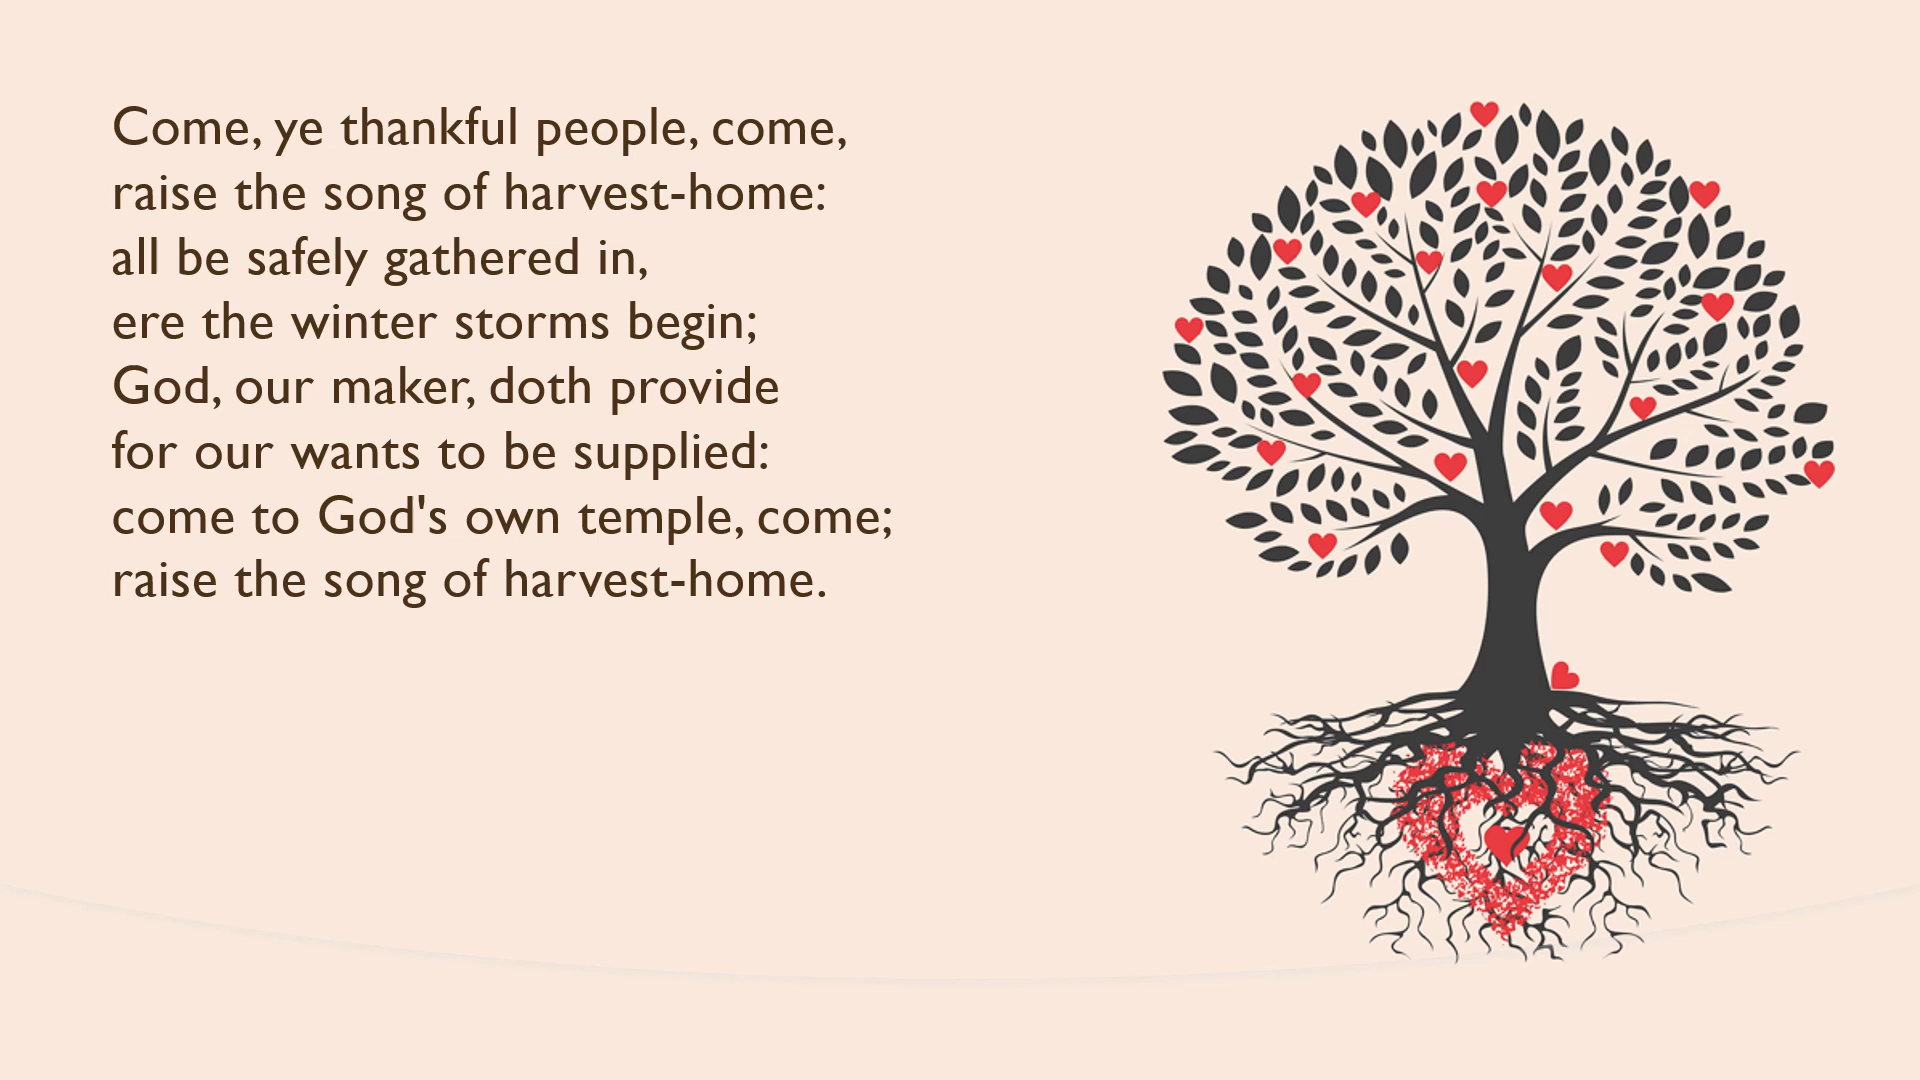 Come, ye thankful people, come,
raise the song of harvest-home:
all be safely gathered in,
ere the winter storms begin;
God, our maker, doth provide
for our wants to be supplied:
come to God's own temple, come;
raise the song of harvest-home.